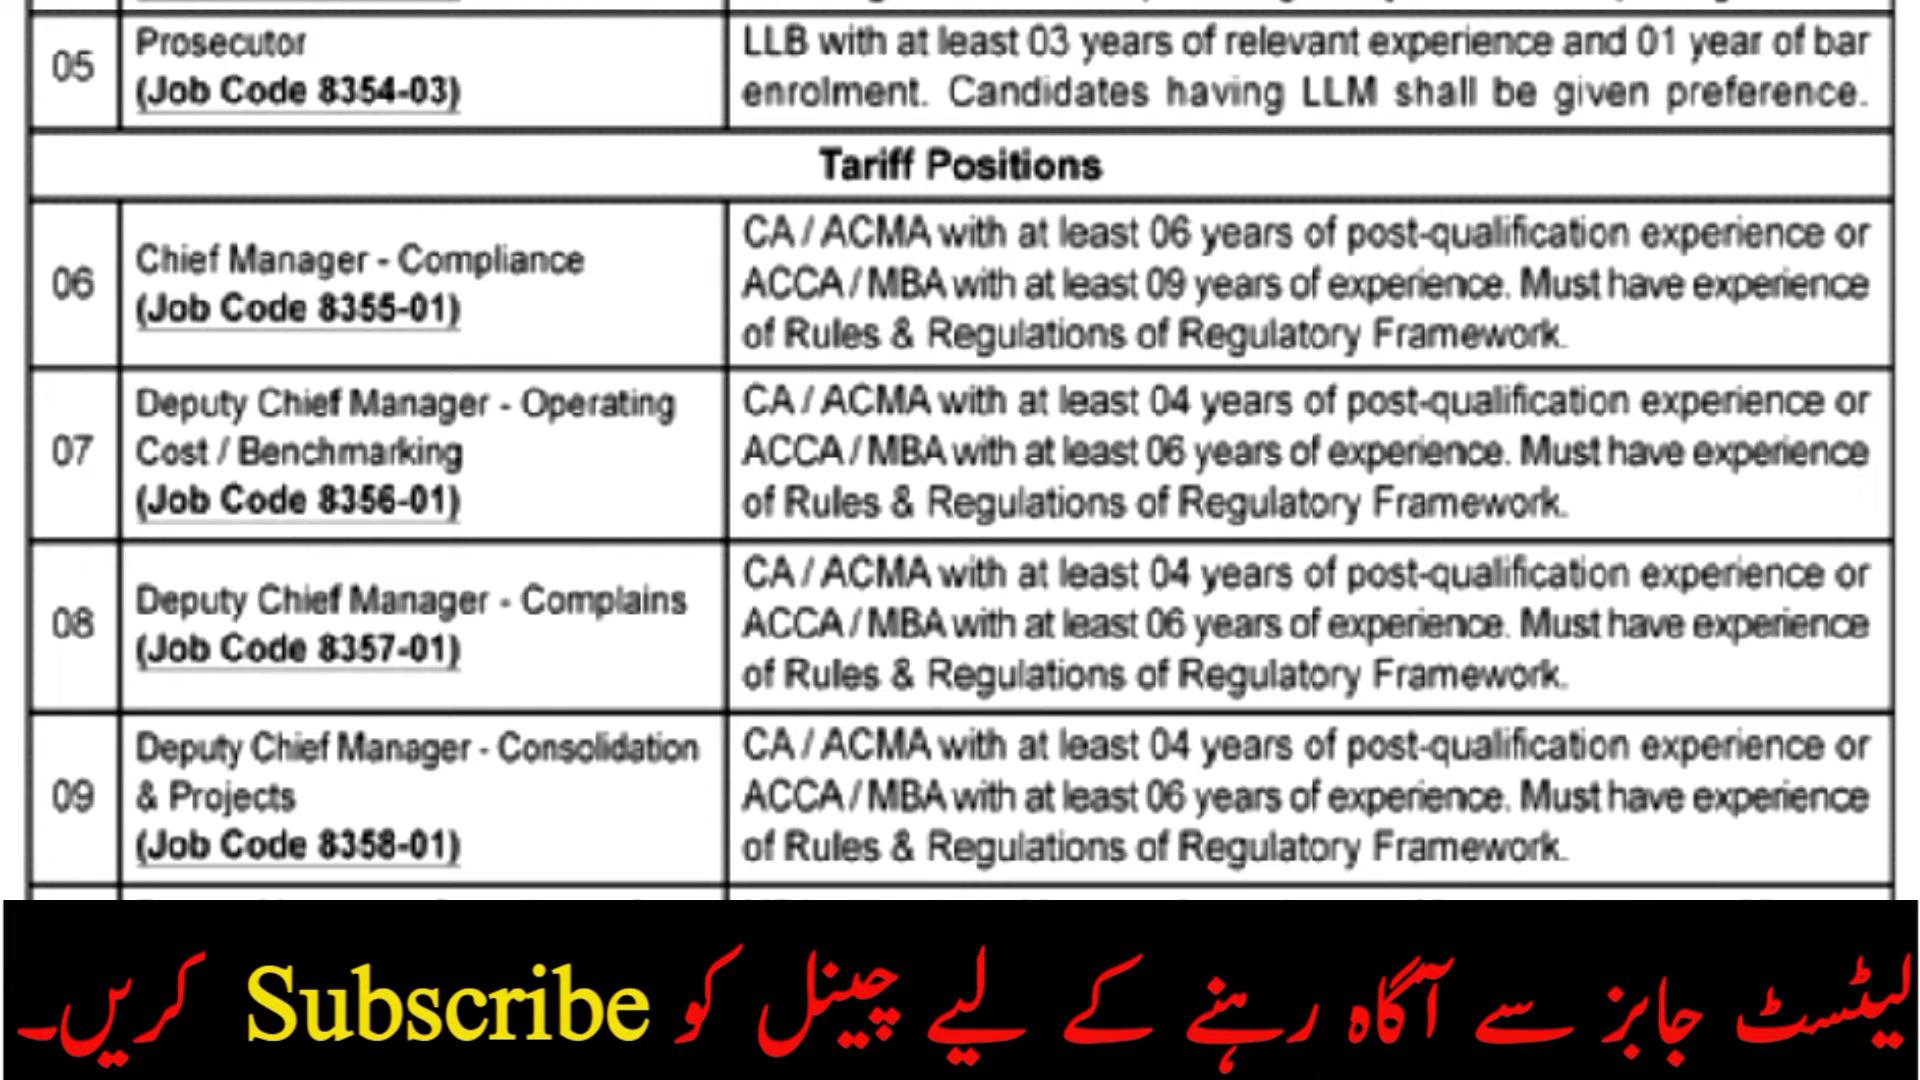 05
Prosecutor
(Job Code 8354-03)
LLB with at least 03 years of relevant experience and 01 year of bar
enrolment. Candidates having LLM shall be given preference.
Tariff Positions
06
Chief Manager - Compliance
(Job Code 8355-01)
CA / ACMA with at least 06 years of post-qualification experience or
ACCA / MBA with at least 09 years of experience. Must have experience
of Rules & Regulations of Regulatory Framework.
07
Deputy Chief Manager - Operating
Cost / Benchmarking
(Job Code 8356-01)
CA / ACMA with at least 04 years of post-qualification experience or
ACCA / MBA with at least 06 years of experience. Must have experience
of Rules & Regulations of Regulatory Framework.
08
Deputy Chief Manager - Complains
(Job Code 8357-01)
CA / ACMA with at least 04 years of post-qualification experience or
ACCA / MBA with at least 06 years of experience. Must have experience
of Rules & Regulations of Regulatory Framework.
09
Deputy Chief Manager - Consolidation
& Projects
(Job Code 8358-01)
CA / ACMA with at least 04 years of post-qualification experience or
ACCA / MBA with at least 06 years of experience. Must have experience
of Rules & Regulations of Regulatory Framework.
لیٹسٹ جابز سے آگاہ رہنے کے لیے چینل کو Subscribe کریں۔